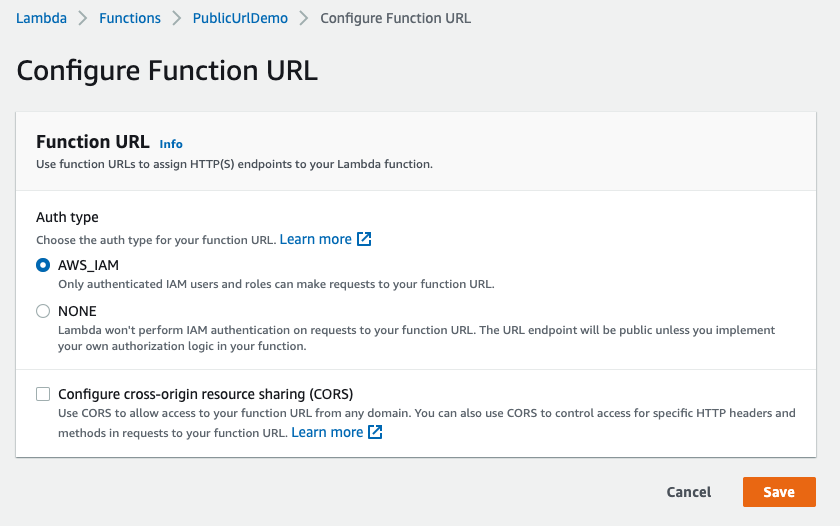 Lambda > Functions > PublicUrlDemo > Configure Function URL
Configure Function URL
Function URL Info
Use function URLs to assign HTTP(S) endpoints to your Lambda function.
Auth type
Choose the auth type for your function URL. Learn more
AWS_IAM
Only authenticated IAM users and roles can make requests to your function URL.
NONE
Lambda won't perform IAM authentication on requests to your function URL. The URL endpoint will be public unless you implement
your own authorization logic in your function.
Configure cross-origin resource sharing (CORS)
Use CORS to allow access to your function URL from any domain. You can also use CORS to control access for specific HTTP headers and
methods in requests to your function URL. Learn more
Cancel Save